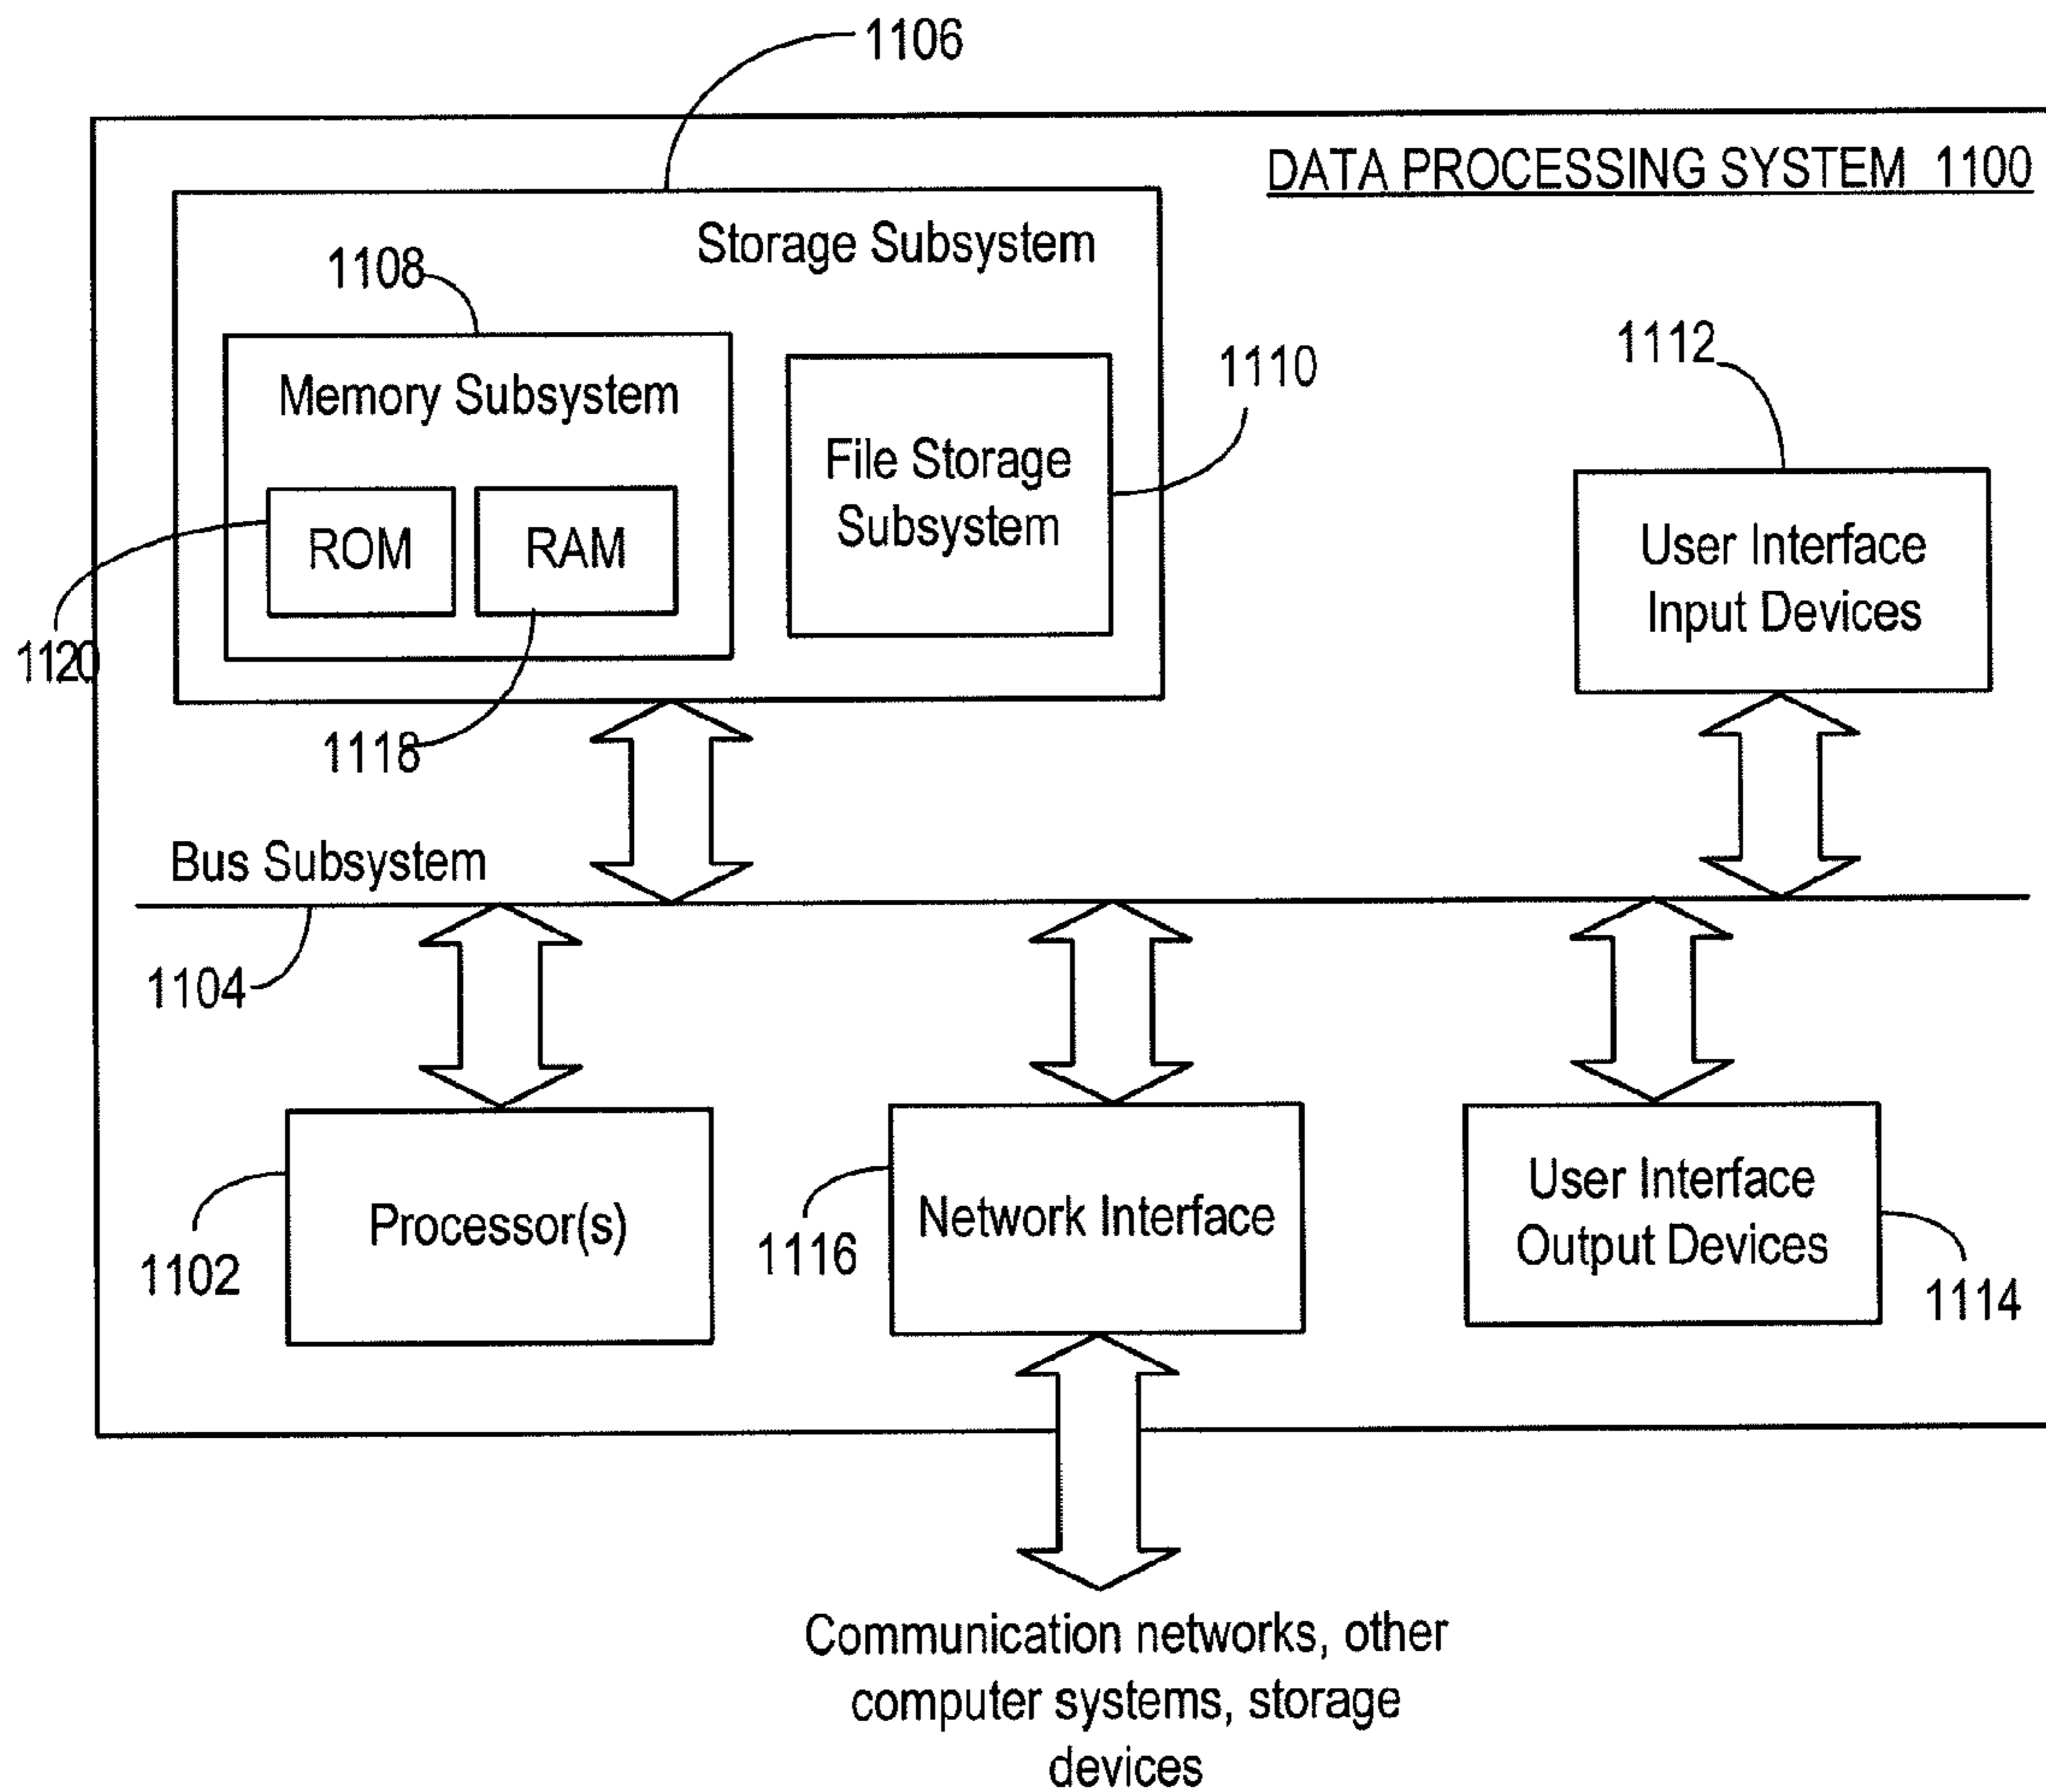 1106
DATA PROCESSING SYSTEM 1100
Storage Subsystem
1108
Memory Subsystem
1110
1112
File Storage
Subsystem
ROM
RAM
User Interface
Input Devices
1120
1118
Bus Subsystem
1104
Processor(s)
1102
Network Interface
1116
User Interface
Output Devices
1114
Communication networks, other
computer systems, storage
devices